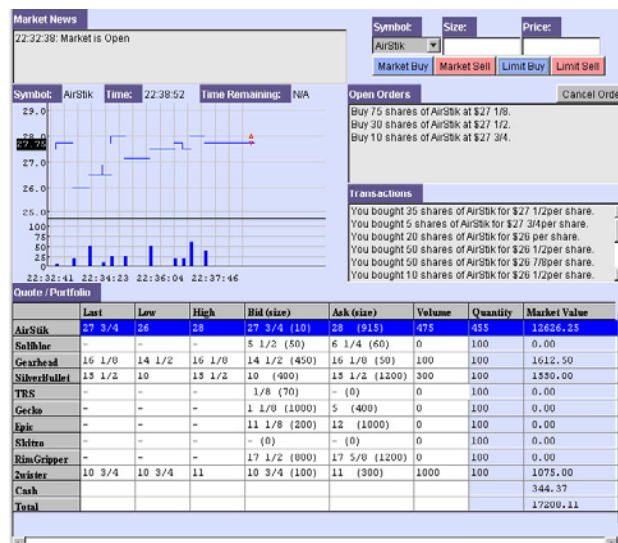 Market News
22:32:38: Market is Open
Symbol: Size: Price:
AirStik
Market Buy Market Sell Limit Buy Limit Sell
Symbol: AirStik Time: 22:38:52 Time Remaining: N/A
Open Orders Cancel Orde
Buy 75 shares of AirStik at $27 1/8.
Buy 30 shares of AirStik at $27 1/2.
Buy 10 shares of AirStik at $27 3/4.
29.0
28.0
27.75
27.0
26.0
25.0
100
75
50
25
0
22:32:41 22:34:23 22:36:04 22:37:46
Transactions
You bought 35 shares of AirStik for $27 1/2per share.
You bought 5 shares of AirStik for $27 3/4per share.
You bought 20 shares of AirStik for $26 per share.
You bought 50 shares of AirStik for $26 1/2per share.
You bought 50 shares of AirStik for $26 7/8per share.
You bought 10 shares of AirStik for $26 1/2per share.
Quote / Portfolio
Last Low High Bid (size) Ask (size) Volume Quantity Market Value
AirStik 27 3/4 26 28 27 3/4 (10) 28 (915) 475 455 12626.25
Solibloc - - - 5 1/2 (50) 6 1/4 (60) 0 100 0.00
Gearhead 16 1/8 14 1/2 16 1/8 14 1/2 (450) 16 1/8 (50) 100 100 1612.50
SilverBullet 15 1/2 10 15 1/2 10 (400) 15 1/2 (1200) 300 100 1550.00
TRS - - - 1/8 (70) - (0) 0 100 0.00
Gecko - - - 1 1/8 (1000) 5 (400) 0 100 0.00
Epic - - - 11 1/8 (200) 12 (1000) 0 100 0.00
Skitro - - - - (0) - (0) 0 100 0.00
RimGripper - - - 17 1/2 (800) 17 5/8 (1200) 0 100 0.00
2wister 10 3/4 10 3/4 11 10 3/4 (100) 11 (300) 1000 100 1075.00
Cash 344.37
Total 17208.11